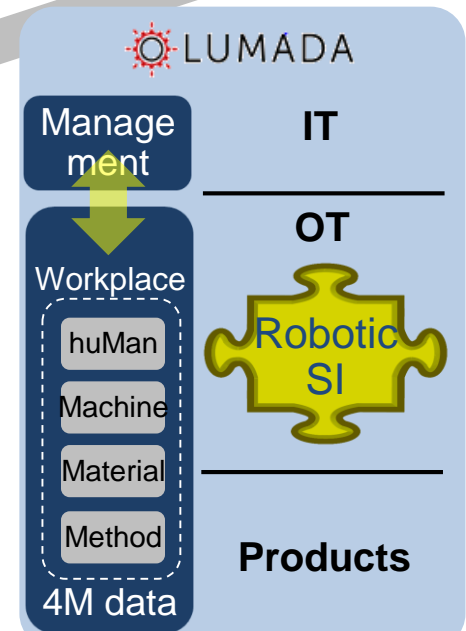 LUMADA
Manage
ment
IT
OT
Workplace
huMan
Machine
Material
Method
4M data
Robotic
SI
Products